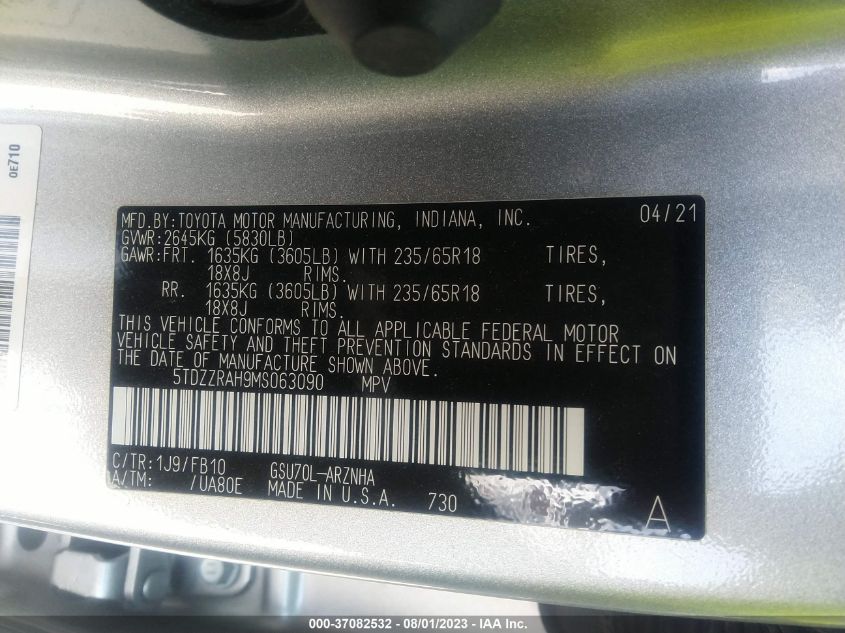 0E710
MFD.BY:TOYOTA MOTOR MANUFACTURING, INDIANA, INC. 04/21
GVWR:2645KG (5830LB)
GAWR:FRT. 1635KG (3605LB) WITH 235/65R18 TIRES,
18X8J RIMS.
RR. 1635KG (3605LB) WITH 235/65R18 TIRES,
18X8J RIMS.
THIS VEHICLE CONFORMS TO ALL APPLICABLE FEDERAL MOTOR
VEHICLE SAFETY AND THEFT PREVENTION STANDARDS IN EFFECT ON
THE DATE OF MANUFACTURE SHOWN ABOVE.
5TDZZRAH9MS063090 MPV
C/TR:1J9/FB10 GSU70L-ARZNHA
A/TM: /UA80E MADE IN U.S.A. 730 A
000-37082532 - 08/01/2023 - IAA Inc.